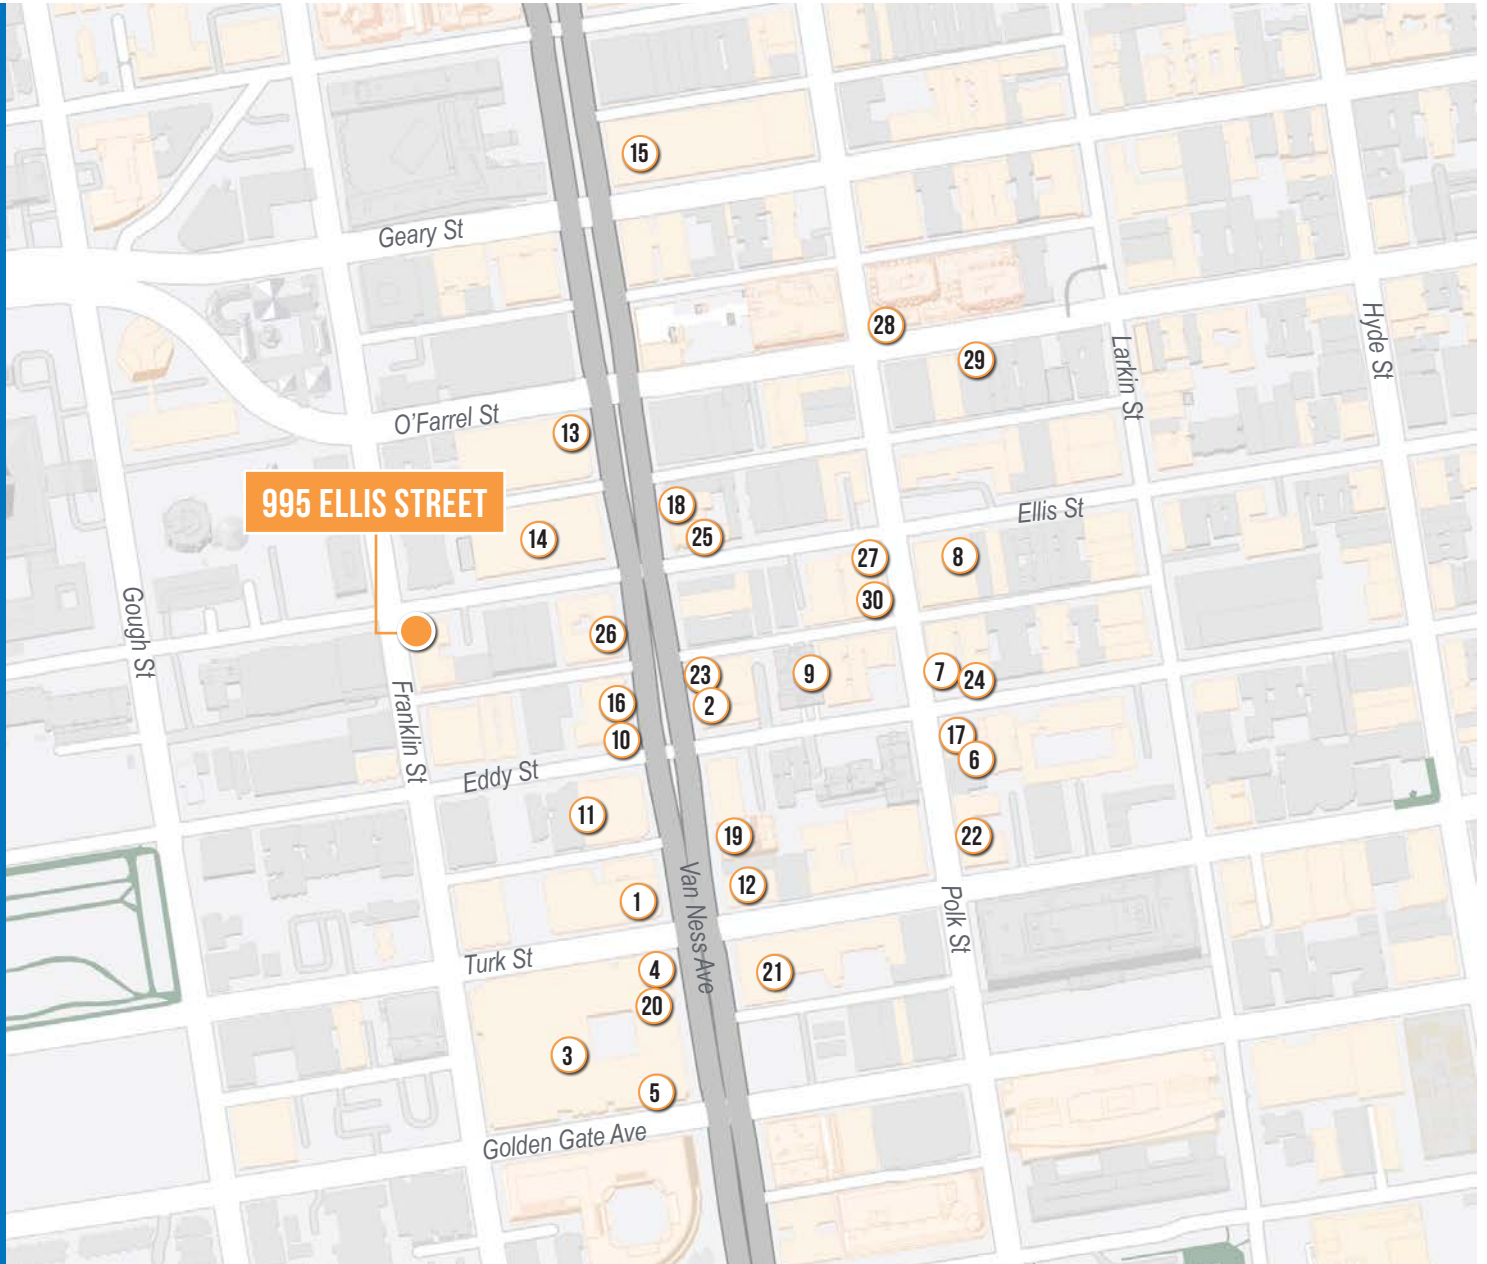 15
Geary St
28
Hyde St
Larkin St
29
O'Farrel St
13
995 ELLIS STREET
18
Ellis St
25
14
27
8
30
Gough St
26
23
9
7
24
16
2
Franklin St
17
10
6
Eddy St
11
19
22
Van Ness Ave
12
1
Polk St
Turk St
4
21
20
3
5
Golden Gate Ave